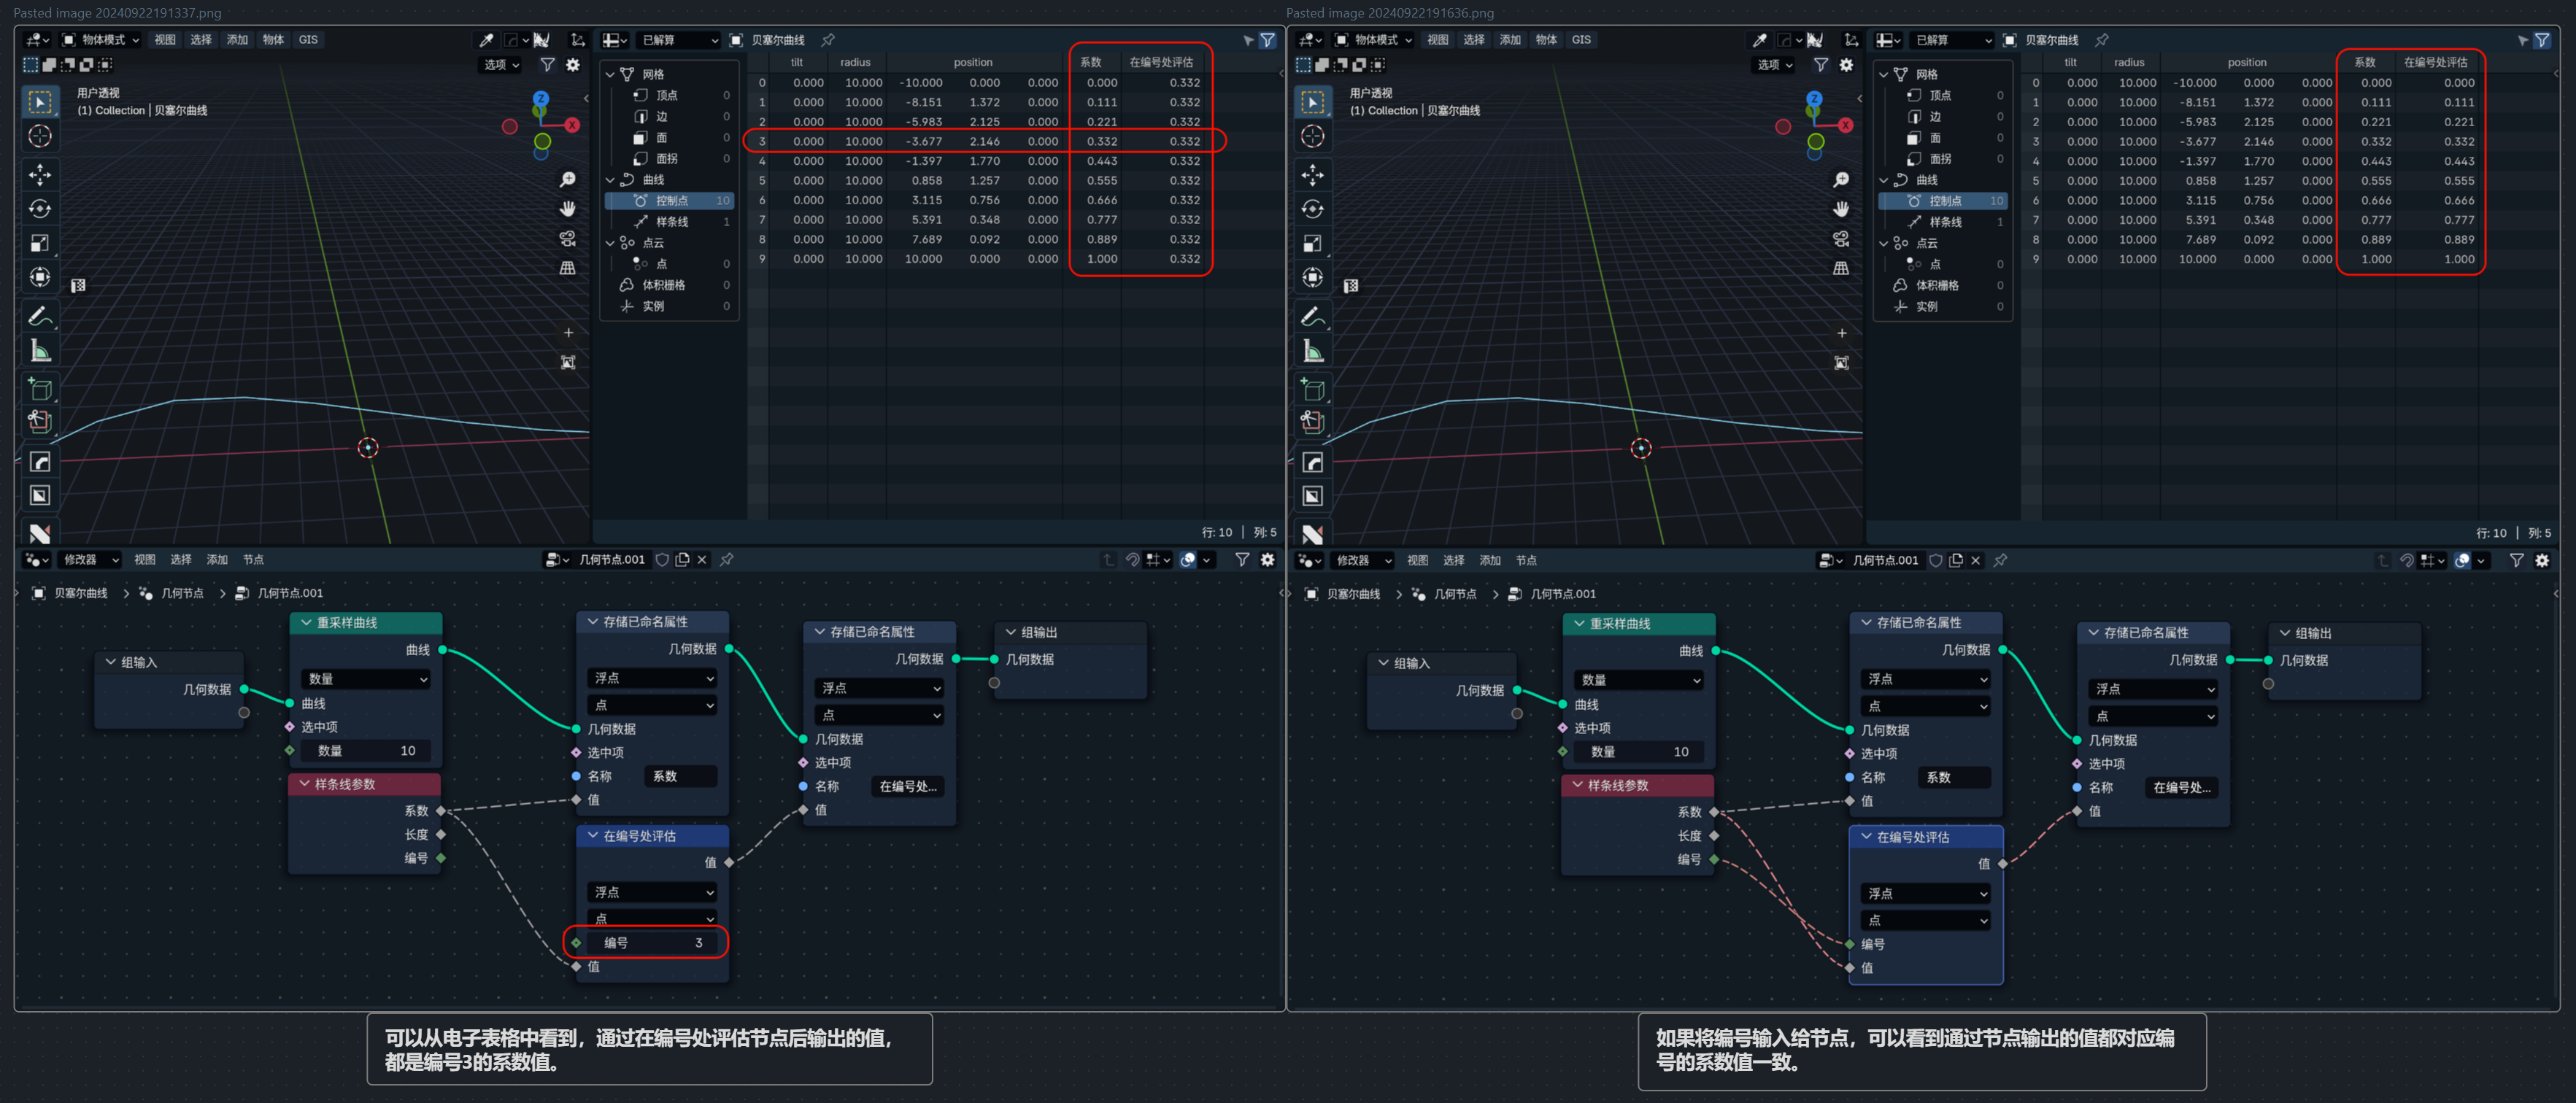 Pasted image 20240922191337.png
物体模式 视图 选择 添加 物体 GIS
选项
用户透视
(1) Collection | 贝塞尔曲线
Z
X
已解算 贝塞尔曲线
网格
顶点 0
边 0
面 0
面拐 0
曲线
控制点 10
样条线 1
点云
点 0
体积栅格 0
实例 0
tilt radius position 系数 在编号处评估
0 0.000 10.000 -10.000 0.000 0.000 0.000 0.332
1 0.000 10.000 -8.151 1.372 0.000 0.111 0.332
2 0.000 10.000 -5.983 2.125 0.000 0.221 0.332
3 0.000 10.000 -3.677 2.146 0.000 0.332 0.332
4 0.000 10.000 -1.397 1.770 0.000 0.443 0.332
5 0.000 10.000 0.858 1.257 0.000 0.555 0.332
6 0.000 10.000 3.115 0.756 0.000 0.666 0.332
7 0.000 10.000 5.391 0.348 0.000 0.777 0.332
8 0.000 10.000 7.689 0.092 0.000 0.889 0.332
9 0.000 10.000 10.000 0.000 0.000 1.000 0.332
行: 10 | 列: 5
修改器 视图 选择 添加 节点 几何节点.001
贝塞尔曲线 > 几何节点 > 几何节点.001
组输入
几何数据
重采样曲线
曲线
数量
曲线
选中项
数量 10
样条线参数
系数
长度
编号
存储已命名属性
几何数据
浮点
点
几何数据
选中项
名称 系数
值
在编号处评估
值
浮点
点
编号 3
值
存储已命名属性
几何数据
浮点
点
几何数据
选中项
名称 在编号处...
值
组输出
几何数据
可以从电子表格中看到，通过在编号处评估节点后输出的值，
都是编号3的系数值。
Pasted image 20240922191636.png
物体模式 视图 选择 添加 物体 GIS
选项
用户透视
(1) Collection | 贝塞尔曲线
Z
X
已解算 贝塞尔曲线
网格
顶点 0
边 0
面 0
面拐 0
曲线
控制点 10
样条线 1
点云
点 0
体积栅格 0
实例 0
tilt radius position 系数 在编号处评估
0 0.000 10.000 -10.000 0.000 0.000 0.000 0.000
1 0.000 10.000 -8.151 1.372 0.000 0.111 0.111
2 0.000 10.000 -5.983 2.125 0.000 0.221 0.221
3 0.000 10.000 -3.677 2.146 0.000 0.332 0.332
4 0.000 10.000 -1.397 1.770 0.000 0.443 0.443
5 0.000 10.000 0.858 1.257 0.000 0.555 0.555
6 0.000 10.000 3.115 0.756 0.000 0.666 0.666
7 0.000 10.000 5.391 0.348 0.000 0.777 0.777
8 0.000 10.000 7.689 0.092 0.000 0.889 0.889
9 0.000 10.000 10.000 0.000 0.000 1.000 1.000
行: 10 | 列: 5
修改器 视图 选择 添加 节点 几何节点.001
贝塞尔曲线 > 几何节点 > 几何节点.001
组输入
几何数据
重采样曲线
曲线
数量
曲线
选中项
数量 10
样条线参数
系数
长度
编号
存储已命名属性
几何数据
浮点
点
几何数据
选中项
名称 系数
值
在编号处评估
值
浮点
点
编号
值
存储已命名属性
几何数据
浮点
点
几何数据
选中项
名称 在编号处...
值
组输出
几何数据
如果将编号输入给节点，可以看到通过节点输出的值都对应编
号的系数值一致。